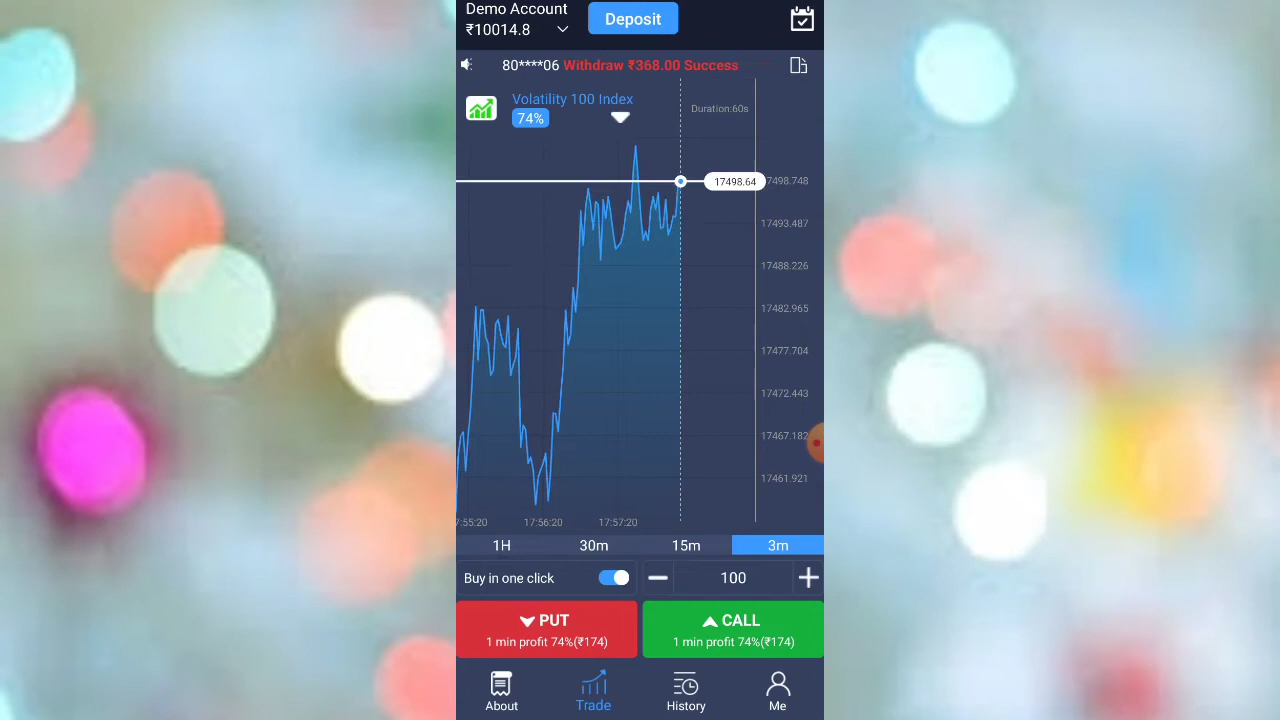 Demo Account
₹10014.8
Deposit
80****06 Withdraw ₹368.00 Success
Volatility 100 Index
74%
Duration:60s
17498.64
17498.748
17493.487
17488.226
17482.965
17477.704
17472.443
17467.182
17461.921
7:55:20 17:56:20 17:57:20
1H 30m 15m 3m
Buy in one click
100
PUT
1 min profit 74%(₹174)
CALL
1 min profit 74%(₹174)
About Trade History Me